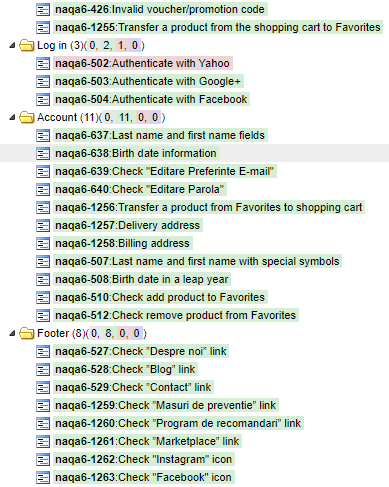 naqa6-426:Invalid voucher/promotion code
naqa6-1255:Transfer a product from the shopping cart to Favorites
Log in (3)(0, 2, 1, 0)
naqa6-502:Authenticate with Yahoo
naqa6-503:Authenticate with Google+
naqa6-504:Authenticate with Facebook
Account (11)(0, 11, 0, 0)
naqa6-637:Last name and first name fields
naqa6-638:Birth date information
naqa6-639:Check "Editare Preferinte E-mail"
naqa6-640:Check "Editare Parola"
naqa6-1256:Transfer a product from Favorites to shopping cart
naqa6-1257:Delivery address
naqa6-1258:Billing address
naqa6-507:Last name and first name with special symbols
naqa6-508:Birth date in a leap year
naqa6-510:Check add product to Favorites
naqa6-512:Check remove product from Favorites
Footer (8)(0, 8, 0, 0)
naqa6-527:Check "Despre noi" link
naqa6-528:Check "Blog" link
naqa6-529:Check "Contact" link
naqa6-1259:Check "Masuri de preventie" link
naqa6-1260:Check "Program de recomandari" link
naqa6-1261:Check "Marketplace" link
naqa6-1262:Check "Instagram" icon
naqa6-1263:Check "Facebook" icon